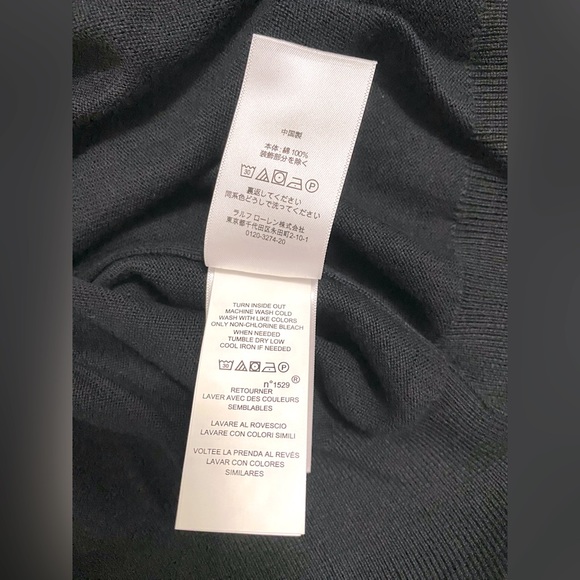 中国製
本体:綿 100%
装飾部分を除く
30 P
裏返してください
同系色どうしで洗ってください
ラルフ ローレン株式会社
東京都千代田区永田町2-10-1
0120-3274-20
TURN INSIDE OUT
MACHINE WASH COLD
WASH WITH LIKE COLORS
ONLY NON-CHLORINE BLEACH
WHEN NEEDED
TUMBLE DRY LOW
COOL IRON IF NEEDED
30 P
n°1529 ®
RETOURNER
LAVER AVEC DES COULEURS
SEMBLABLES
LAVARE AL ROVESCIO
LAVARE CON COLORI SIMILI
VOLTEE LA PRENDA AL REVÉS
LAVAR CON COLORES
SIMILARES